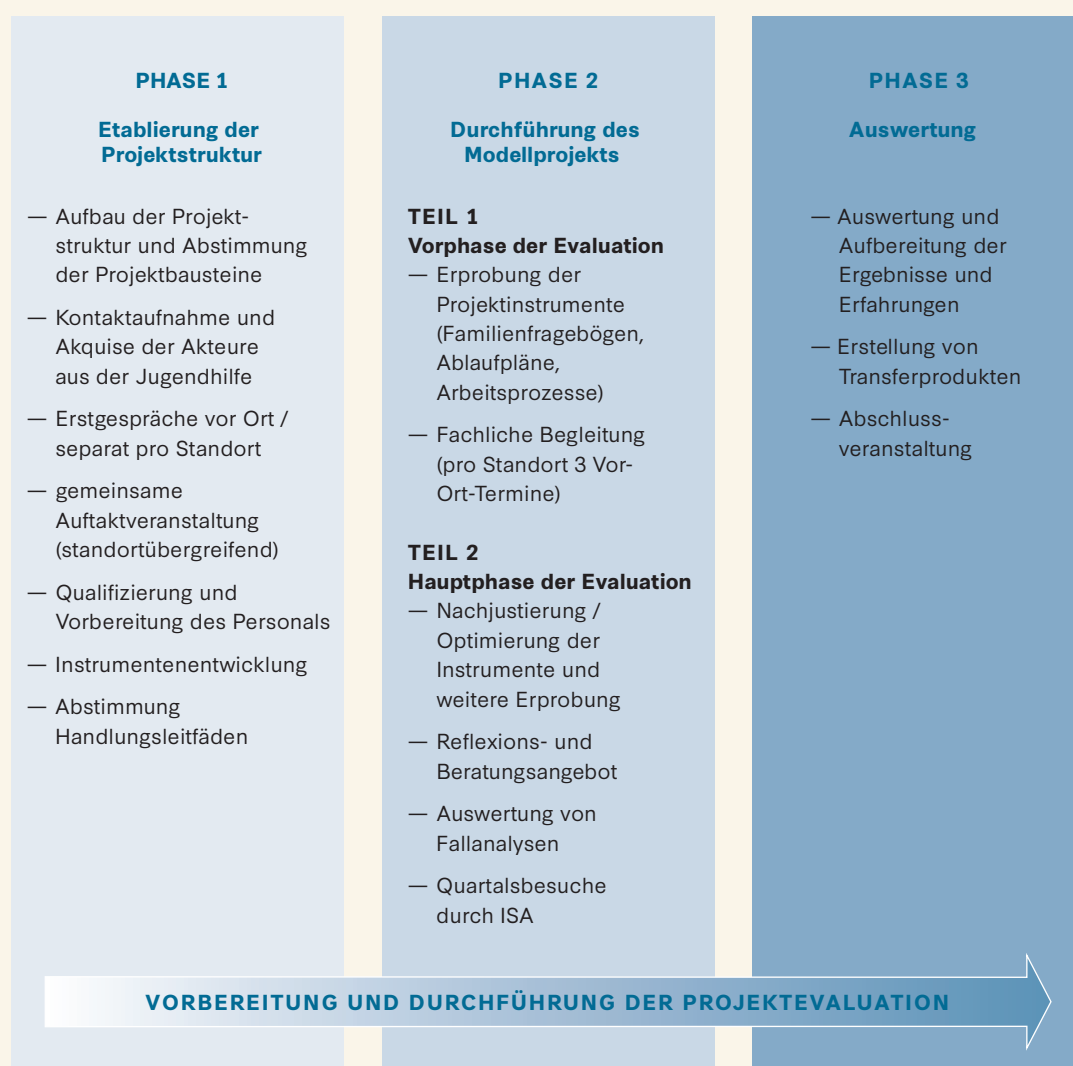 PHASE 1
Etablierung der
Projektstruktur
— Aufbau der Projekt-
struktur und Abstimmung
der Projektbausteine
— Kontaktaufnahme und
Akquise der Akteure
aus der Jugendhilfe
— Erstgespräche vor Ort /
separat pro Standort
— gemeinsame
Auftaktveranstaltung
(standortübergreifend)
— Qualifizierung und
Vorbereitung des Personals
— Instrumentenentwicklung
— Abstimmung
Handlungsleitfäden
PHASE 2
Durchführung des
Modellprojekts
TEIL 1
Vorphase der Evaluation
— Erprobung der
Projektinstrumente
(Familienfragebögen,
Ablaufpläne,
Arbeitsprozesse)
— Fachliche Begleitung
(pro Standort 3 Vor-
Ort-Termine)
TEIL 2
Hauptphase der Evaluation
— Nachjustierung /
Optimierung der
Instrumente und
weitere Erprobung
— Reflexions- und
Beratungsangebot
— Auswertung von
Fallanalysen
— Quartalsbesuche
durch ISA
PHASE 3
Auswertung
— Auswertung und
Aufbereitung der
Ergebnisse und
Erfahrungen
— Erstellung von
Transferprodukten
— Abschluss-
veranstaltung
VORBEREITUNG UND DURCHFÜHRUNG DER PROJEKTEVALUATION